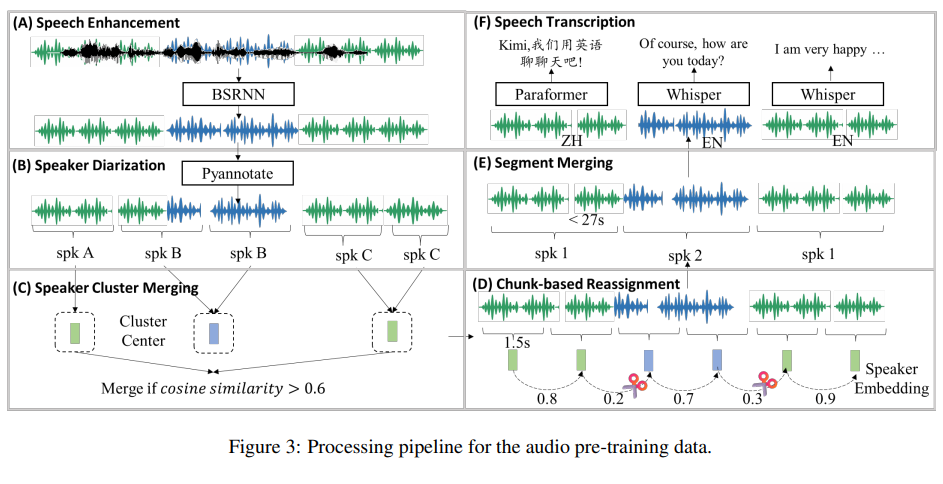 (A) Speech Enhancement
BSRNN
(B) Speaker Diarization
Pyannotate
spk A
spk B
spk B
spk C
spk C
(C) Speaker Cluster Merging
Cluster
Center
Merge if cosine similarity > 0.6
(F) Speech Transcription
Kimi,我们用英语
聊聊天吧!
Of course, how are
you today?
I am very happy …
Paraformer
Whisper
Whisper
ZH
EN
EN
(E) Segment Merging
< 27s
spk 1
spk 2
spk 1
(D) Chunk-based Reassignment
1.5s
Speaker
Embedding
0.8
0.2
0.7
0.3
0.9
Figure 3: Processing pipeline for the audio pre-training data.